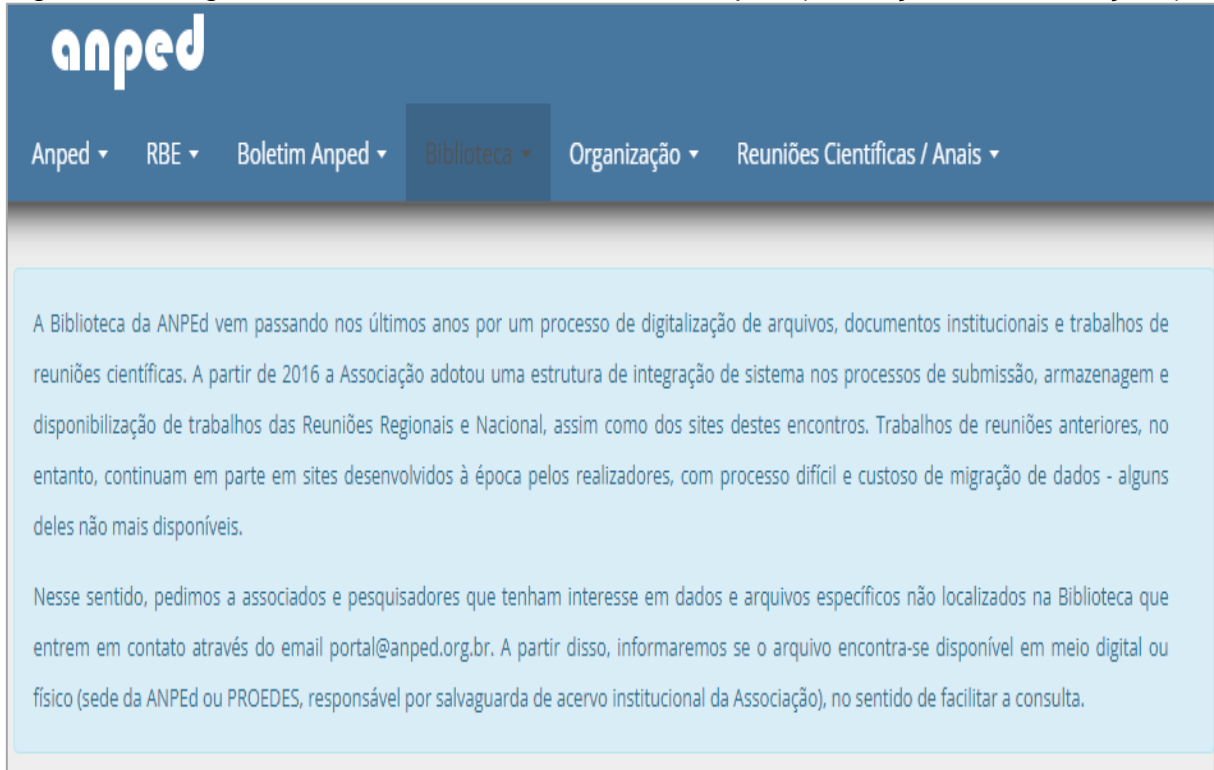 anped
Anped RBE Boletim Anped Biblioteca Organização Reuniões Científicas / Anais
A Biblioteca da ANPEd vem passando nos últimos anos por um processo de digitalização de arquivos, documentos institucionais e trabalhos de
reuniões científicas. A partir de 2016 a Associação adotou uma estrutura de integração de sistema nos processos de submissão, armazenagem e
disponibilização de trabalhos das Reuniões Regionais e Nacional, assim como dos sites destes encontros. Trabalhos de reuniões anteriores, no
entanto, continuam em parte em sites desenvolvidos à época pelos realizadores, com processo difícil e custoso de migração de dados - alguns
deles não mais disponíveis.
Nesse sentido, pedimos a associados e pesquisadores que tenham interesse em dados e arquivos específicos não localizados na Biblioteca que
entrem em contato através do email portal@anped.org.br. A partir disso, informaremos se o arquivo encontra-se disponível em meio digital ou
físico (sede da ANPEd ou PROEDES, responsável por salvaguarda de acervo institucional da Associação), no sentido de facilitar a consulta.